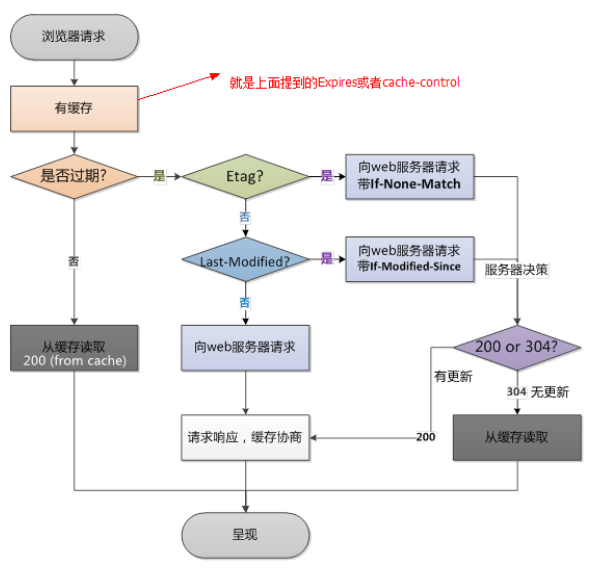 浏览器请求
有缓存
就是上面提到的Expires或者cache-control
是否过期?
是
Etag?
是
向web服务器请求
带If-None-Match
否
否
Last-Modified?
是
向web服务器请求
带If-Modified-Since
服务器决策
否
从缓存读取
200 (from cache)
向web服务器请求
200 or 304?
有更新
304 无更新
请求响应，缓存协商
200
从缓存读取
呈现